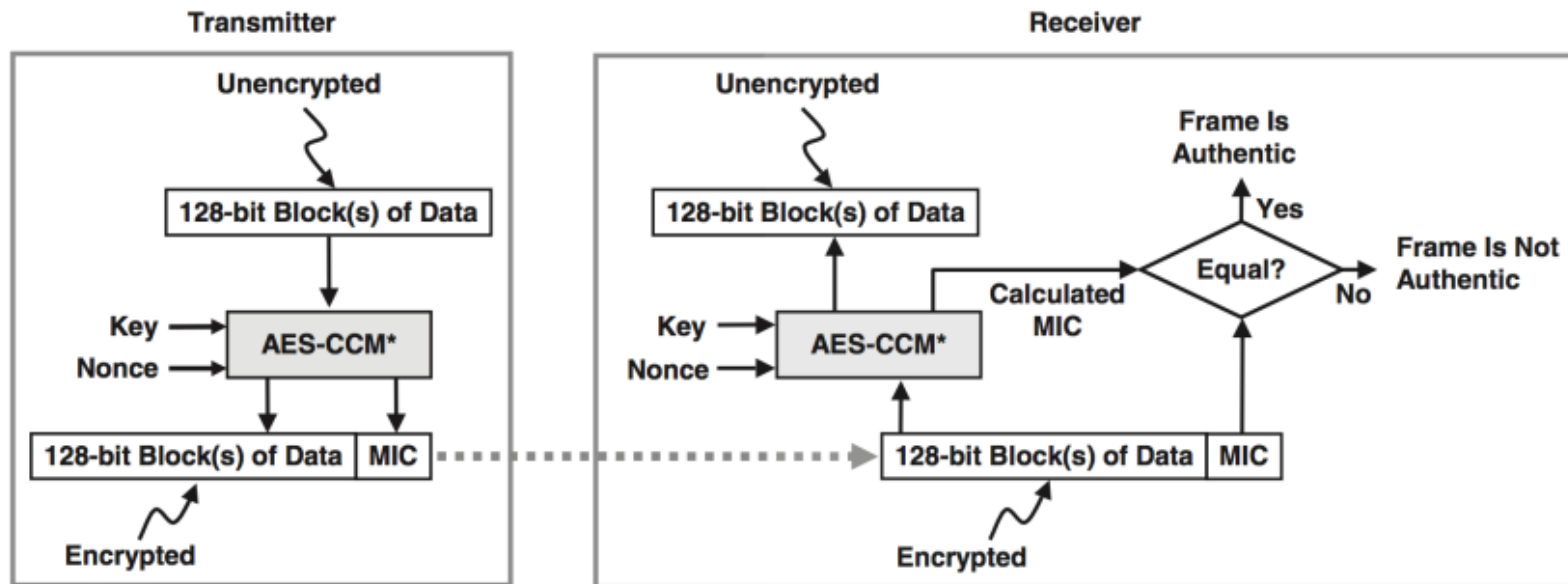 Transmitter
Unencrypted
128-bit Block(s) of Data
Key
Nonce
AES-CCM*
128-bit Block(s) of Data
MIC
Encrypted
Receiver
Unencrypted
128-bit Block(s) of Data
Key
Nonce
AES-CCM*
Calculated
MIC
Equal?
Yes
Frame Is
Authentic
No
Frame Is Not
Authentic
128-bit Block(s) of Data
MIC
Encrypted